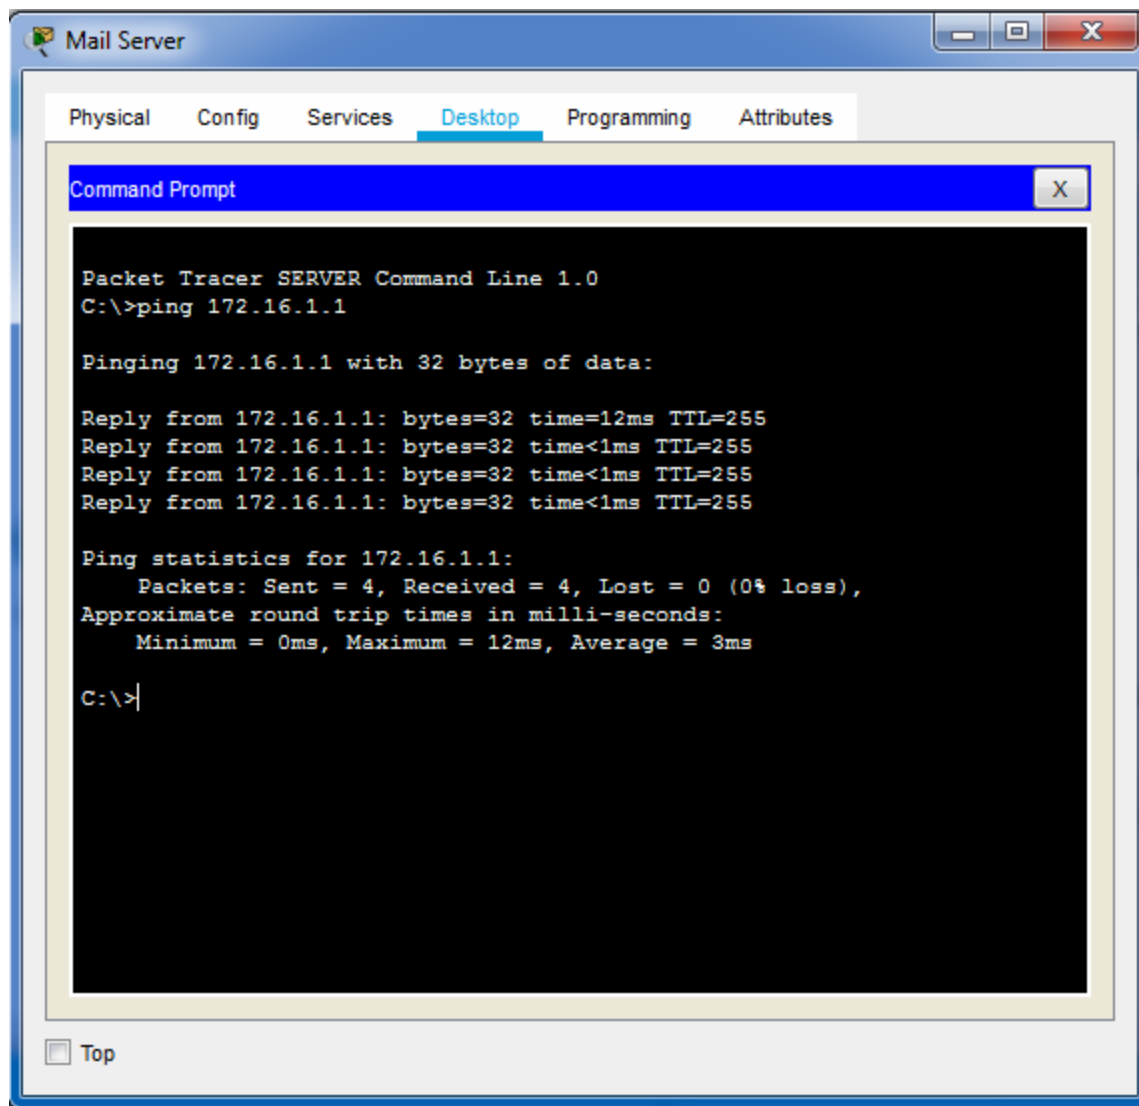 Mail Server
Physical Config Services Desktop Programming Attributes
Command Prompt
X
Packet Tracer SERVER Command Line 1.0
C:\>ping 172.16.1.1
Pinging 172.16.1.1 with 32 bytes of data:
Reply from 172.16.1.1: bytes=32 time=12ms TTL=255
Reply from 172.16.1.1: bytes=32 time<1ms TTL=255
Reply from 172.16.1.1: bytes=32 time<1ms TTL=255
Reply from 172.16.1.1: bytes=32 time<1ms TTL=255
Ping statistics for 172.16.1.1:
Packets: Sent = 4, Received = 4, Lost = 0 (0% loss),
Approximate round trip times in milli-seconds:
Minimum = 0ms, Maximum = 12ms, Average = 3ms
C:\>
Top